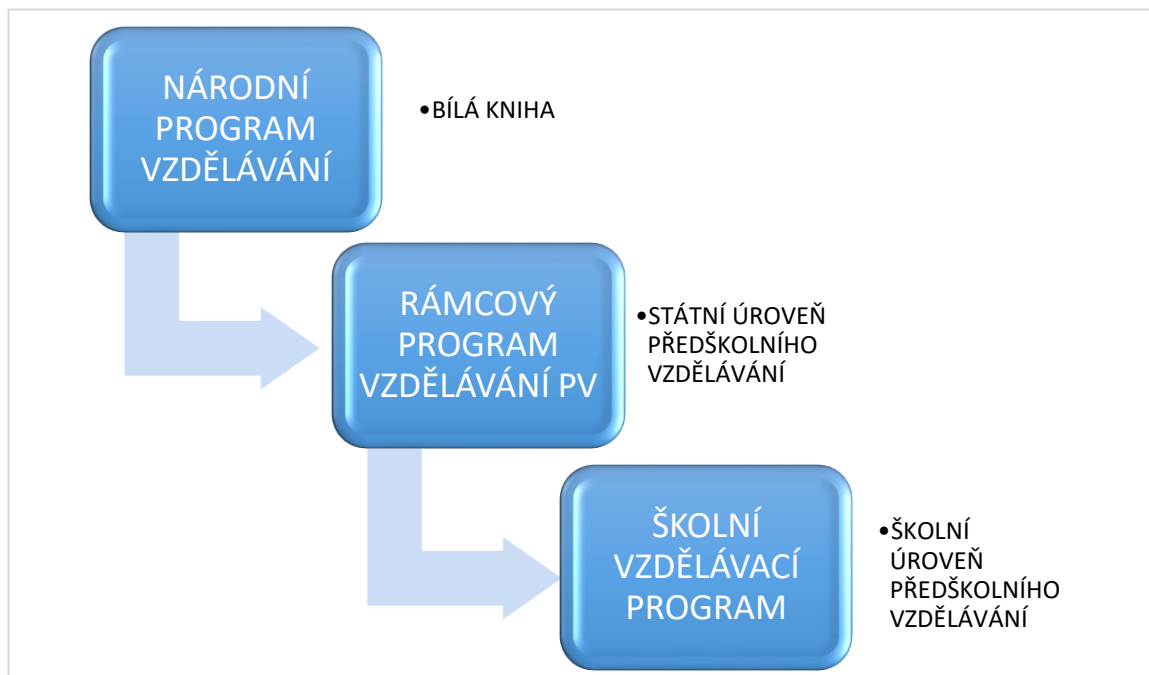 NÁRODNÍ
PROGRAM
VZDĚLÁVÁNÍ
•BÍLÁ KNIHA
RÁMCOVÝ
PROGRAM
VZDĚLÁVÁNÍ PV
•STÁTNÍ ÚROVEŇ
PŘEDŠKOLNÍHO
VZDĚLÁVÁNÍ
ŠKOLNÍ
VZDĚLÁVACÍ
PROGRAM
•ŠKOLNÍ
ÚROVEŇ
PŘEDŠKOLNÍHO
VZDĚLÁVÁNÍ